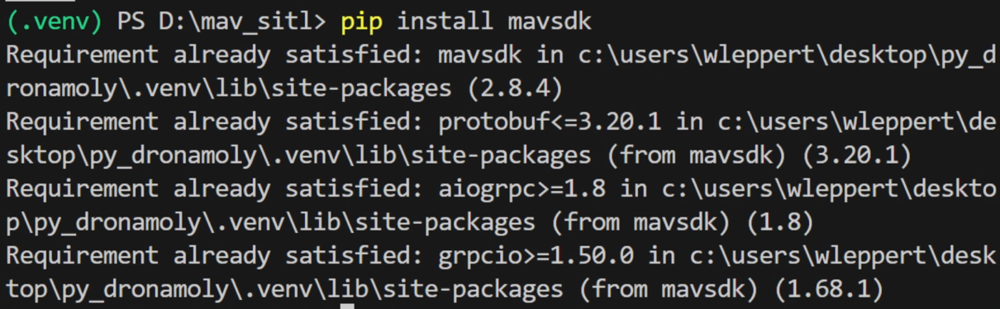 (.venv) PS D:\mav_sitl> pip install mavsdk
Requirement already satisfied: mavsdk in c:\users\wleppert\desktop\py_d
ronamoly\.venv\lib\site-packages (2.8.4)
Requirement already satisfied: protobuf<=3.20.1 in c:\users\wleppert\de
sktop\py_dronamoly\.venv\lib\site-packages (from mavsdk) (3.20.1)
Requirement already satisfied: aiogrpc>=1.8 in c:\users\wleppert\deskto
p\py_dronamoly\.venv\lib\site-packages (from mavsdk) (1.8)
Requirement already satisfied: grpcio>=1.50.0 in c:\users\wleppert\desk
top\py_dronamoly\.venv\lib\site-packages (from mavsdk) (1.68.1)